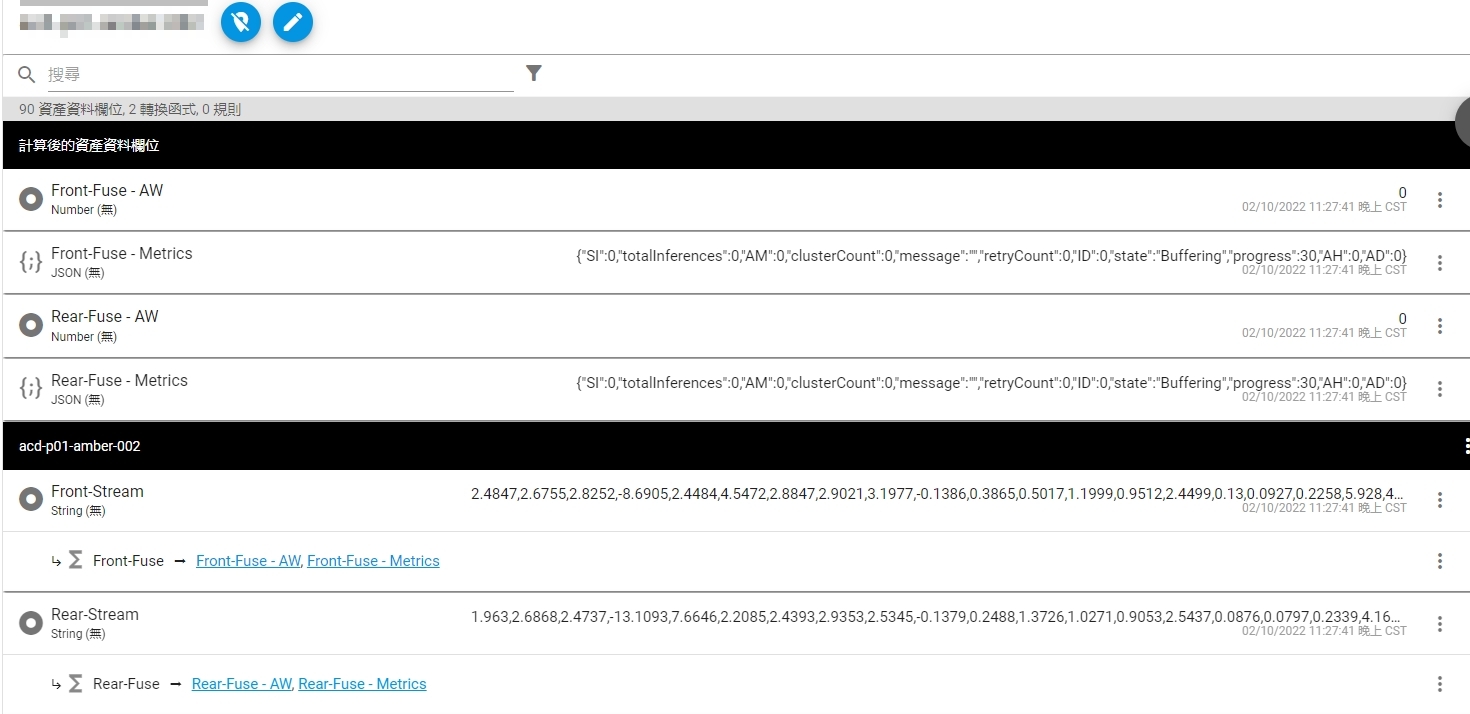 搜尋
90 資產資料欄位, 2 轉換函式, 0 規則
計算後的資產資料欄位
Front-Fuse - AW
0
Number (無)
02/10/2022 11:27:41 晚上 CST
Front-Fuse - Metrics
{"SI":0,"totalInferences":0,"AM":0,"clusterCount":0,"message":"","retryCount":0,"ID":0,"state":"Buffering","progress":30,"AH":0,"AD":0}
JSON (無)
02/10/2022 11:27:41 晚上 CST
Rear-Fuse - AW
0
Number (無)
02/10/2022 11:27:41 晚上 CST
Rear-Fuse - Metrics
{"SI":0,"totalInferences":0,"AM":0,"clusterCount":0,"message":"","retryCount":0,"ID":0,"state":"Buffering","progress":30,"AH":0,"AD":0}
JSON (無)
02/10/2022 11:27:41 晚上 CST
acd-p01-amber-002
Front-Stream
2.4847,2.6755,2.8252,-8.6905,2.4484,4.5472,2.8847,2.9021,3.1977,-0.1386,0.3865,0.5017,1.1999,0.9512,2.4499,0.13,0.0927,0.2258,5.928,4...
String (無)
02/10/2022 11:27:41 晚上 CST
↳ Σ Front-Fuse → Front-Fuse - AW, Front-Fuse - Metrics
Rear-Stream
1.963,2.6868,2.4737,-13.1093,7.6646,2.2085,2.4393,2.9353,2.5345,-0.1379,0.2488,1.3726,1.0271,0.9053,2.5437,0.0876,0.0797,0.2339,4.16...
String (無)
02/10/2022 11:27:41 晚上 CST
↳ Σ Rear-Fuse → Rear-Fuse - AW, Rear-Fuse - Metrics